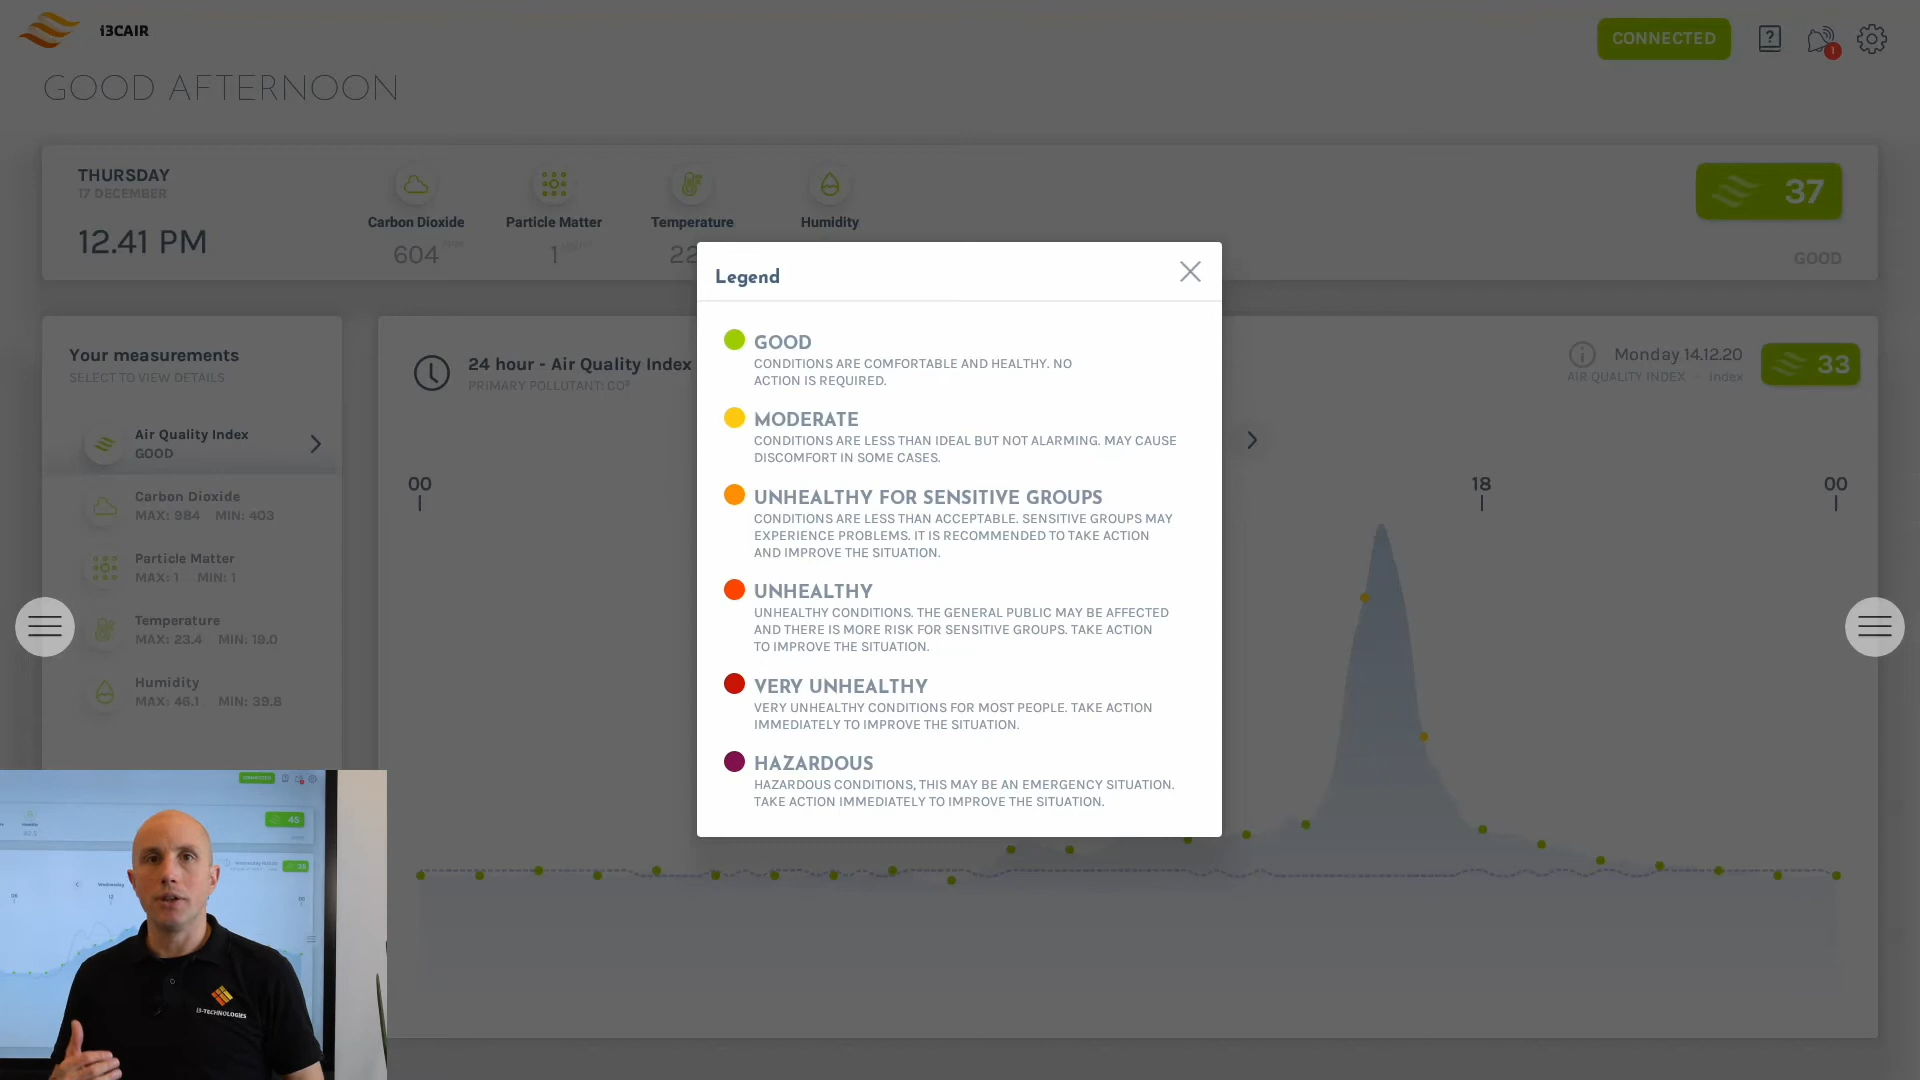 i3CAIR
CONNECTED
?
1
GOOD AFTERNOON
THURSDAY
17 DECEMBER
12.41 PM
Carbon Dioxide
604
Particle Matter
1
Temperature
22
Humidity
37
GOOD
Legend
GOOD
CONDITIONS ARE COMFORTABLE AND HEALTHY. NO
ACTION IS REQUIRED.
MODERATE
CONDITIONS ARE LESS THAN IDEAL BUT NOT ALARMING. MAY CAUSE
DISCOMFORT IN SOME CASES.
UNHEALTHY FOR SENSITIVE GROUPS
CONDITIONS ARE LESS THAN ACCEPTABLE. SENSITIVE GROUPS MAY
EXPERIENCE PROBLEMS. IT IS RECOMMENDED TO TAKE ACTION
AND IMPROVE THE SITUATION.
UNHEALTHY
UNHEALTHY CONDITIONS. THE GENERAL PUBLIC MAY BE AFFECTED
AND THERE IS MORE RISK FOR SENSITIVE GROUPS. TAKE ACTION
TO IMPROVE THE SITUATION.
VERY UNHEALTHY
VERY UNHEALTHY CONDITIONS FOR MOST PEOPLE. TAKE ACTION
IMMEDIATELY TO IMPROVE THE SITUATION.
HAZARDOUS
HAZARDOUS CONDITIONS, THIS MAY BE AN EMERGENCY SITUATION.
TAKE ACTION IMMEDIATELY TO IMPROVE THE SITUATION.
Your measurements
SELECT TO VIEW DETAILS
Air Quality Index
GOOD
Carbon Dioxide
MAX: 984 MIN: 403
Particle Matter
MAX: 1 MIN: 1
Temperature
MAX: 23.4 MIN: 19.0
Humidity
MAX: 46.1 MIN: 39.8
24 hour - Air Quality Index
PRIMARY POLLUTANT: CO²
Monday 14.12.20
AIR QUALITY INDEX - Index
33
00
18
00
CONNECTED
45
Wednesday
i3-TECHNOLOGIES